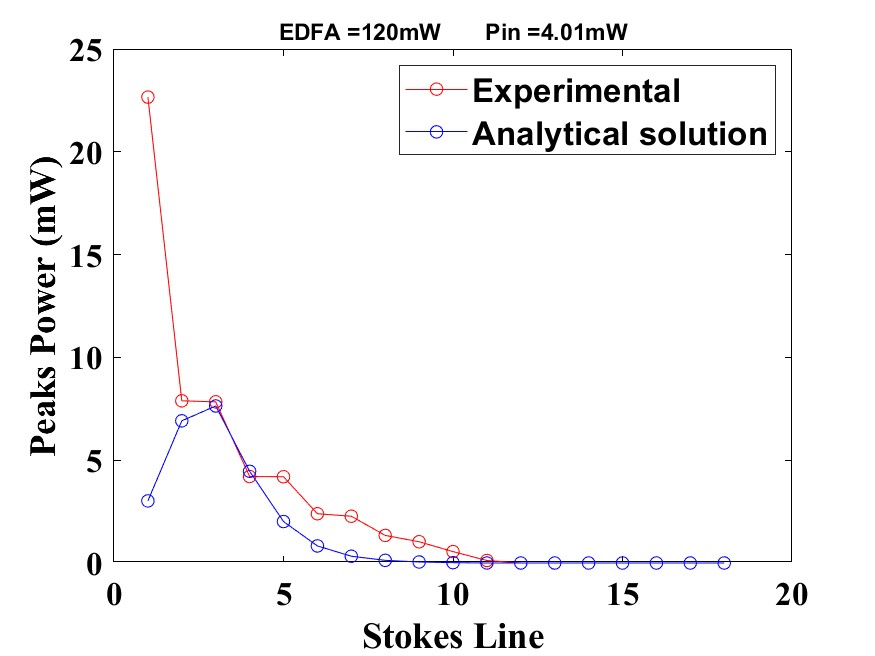 EDFA =120mW Pin =4.01mW
Experimental
Analytical solution
Peaks Power (mW)
25
20
15
10
5
0
0 5 10 15 20
Stokes Line